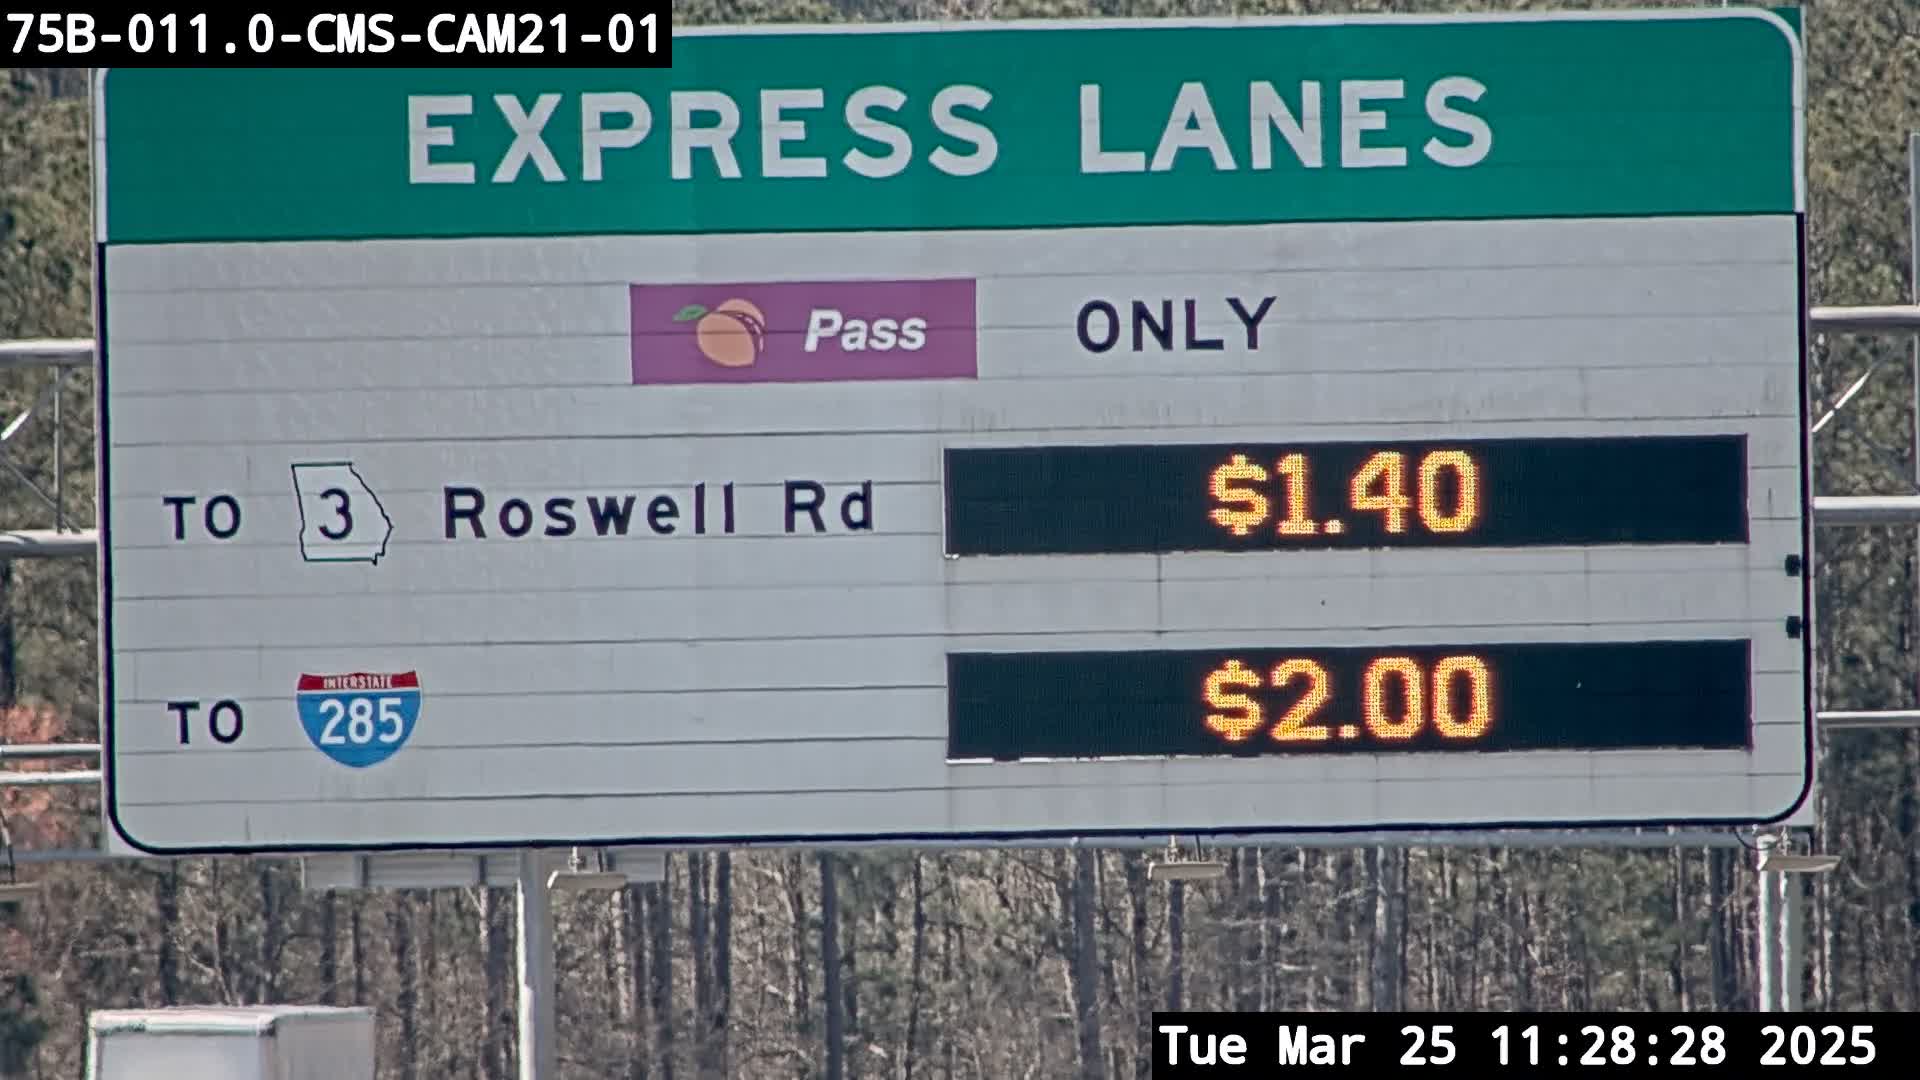 75B-011.0-CMS-CAM21-01
EXPRESS LANES
Pass ONLY
TO 3 Roswell Rd $1.40
INTERSTATE
TO 285 $2.00
Tue Mar 25 11:28:28 2025